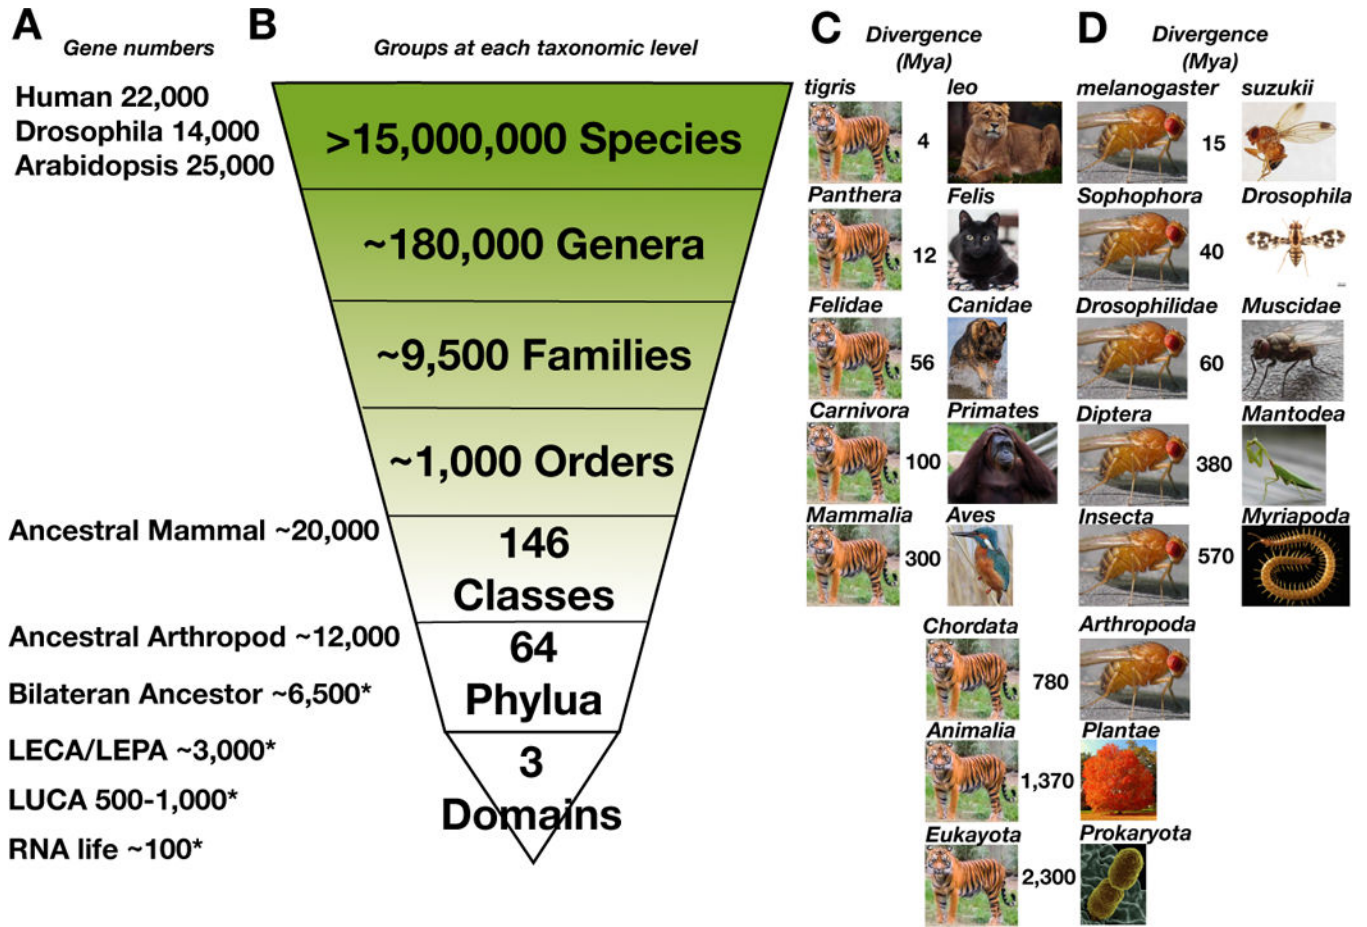 A
Gene numbers
Human 22,000
Drosophila 14,000
Arabidopsis 25,000
Ancestral Mammal ~20,000
Ancestral Arthropod ~12,000
Bilateran Ancestor ~6,500*
LECA/LEPA ~3,000*
LUCA 500-1,000*
RNA life ~100*
B
Groups at each taxonomic level
>15,000,000 Species
~180,000 Genera
~9,500 Families
~1,000 Orders
146
Classes
64
Phylua
3
Domains
C
Divergence
(Mya)
tigris
leo
4
Panthera
Felis
12
Felidae
Canidae
56
Carnivora
Primates
100
Mammalia
Aves
300
D
Divergence
(Mya)
melanogaster
suzukii
15
Sophophora
Drosophila
40
Drosophilidae
Muscidae
60
Diptera
Mantodea
380
Insecta
Myriapoda
570
Chordata
Arthropoda
780
Animalia
Plantae
1,370
Eukayota
Prokaryota
2,300